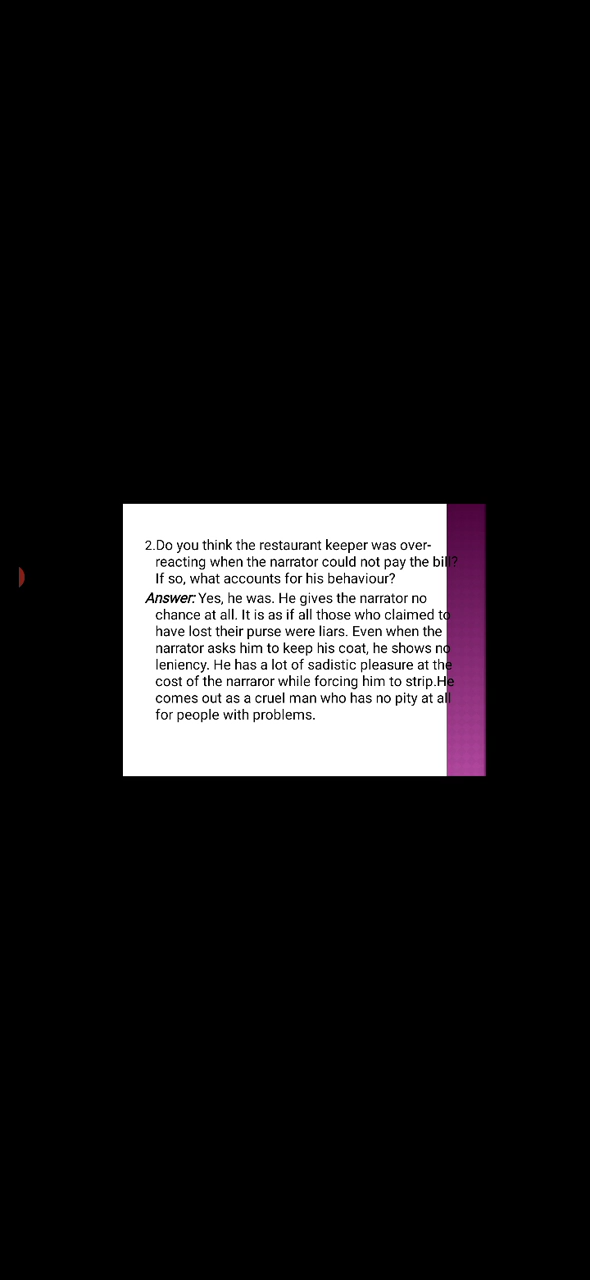 2.Do you think the restaurant keeper was over-
reacting when the narrator could not pay the bill?
If so, what accounts for his behaviour?
Answer: Yes, he was. He gives the narrator no
chance at all. It is as if all those who claimed to
have lost their purse were liars. Even when the
narrator asks him to keep his coat, he shows no
leniency. He has a lot of sadistic pleasure at the
cost of the narraror while forcing him to strip.He
comes out as a cruel man who has no pity at all
for people with problems.